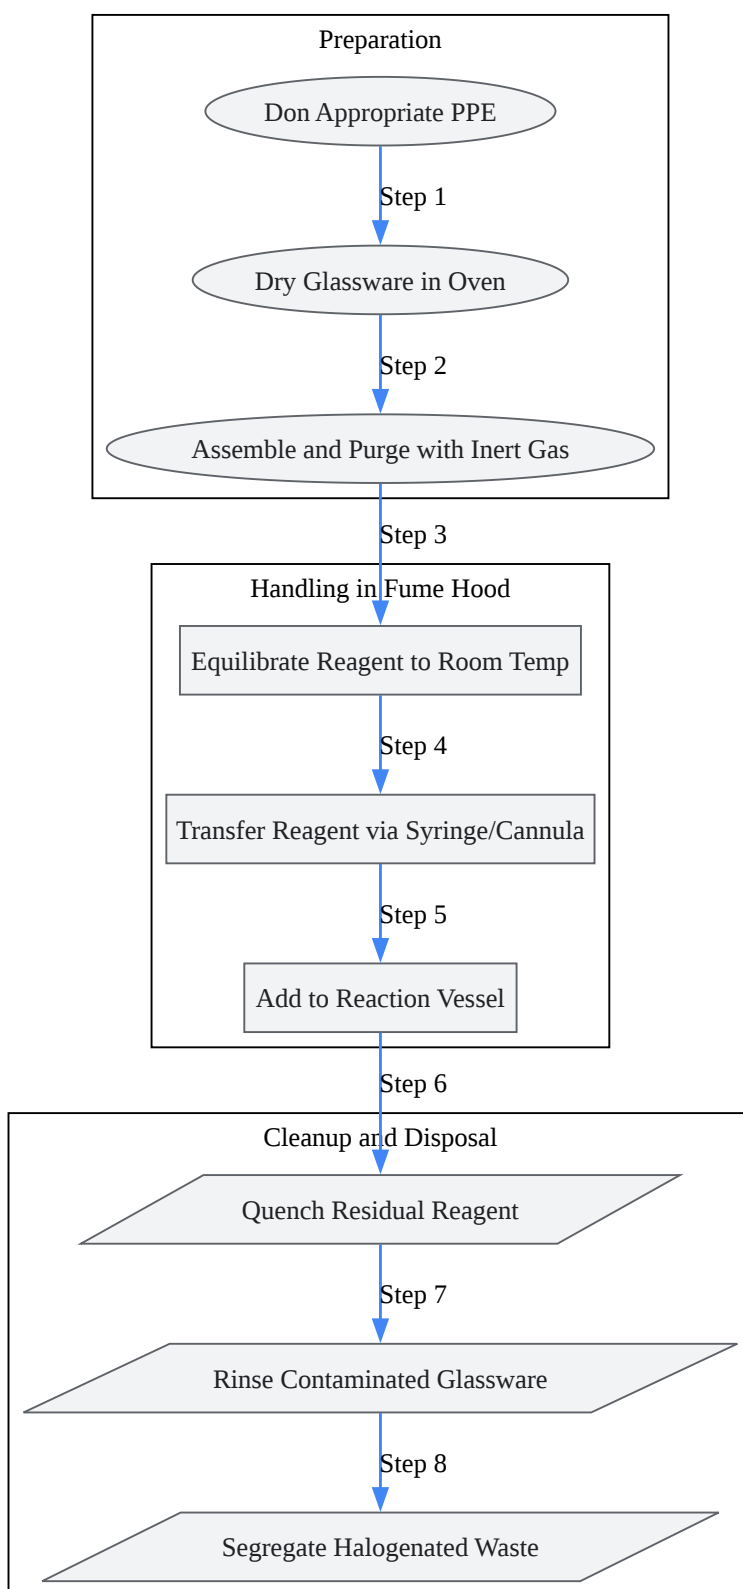 Preparation
Don Appropriate PPE
Step 1
Dry Glassware in Oven
Step 2
Assemble and Purge with Inert Gas
Step 3
Handling in Fume Hood
Equilibrate Reagent to Room Temp
Step 4
Transfer Reagent via Syringe/Cannula
Step 5
Add to Reaction Vessel
Step 6
Cleanup and Disposal
Quench Residual Reagent
Step 7
Rinse Contaminated Glassware
Step 8
Segregate Halogenated Waste